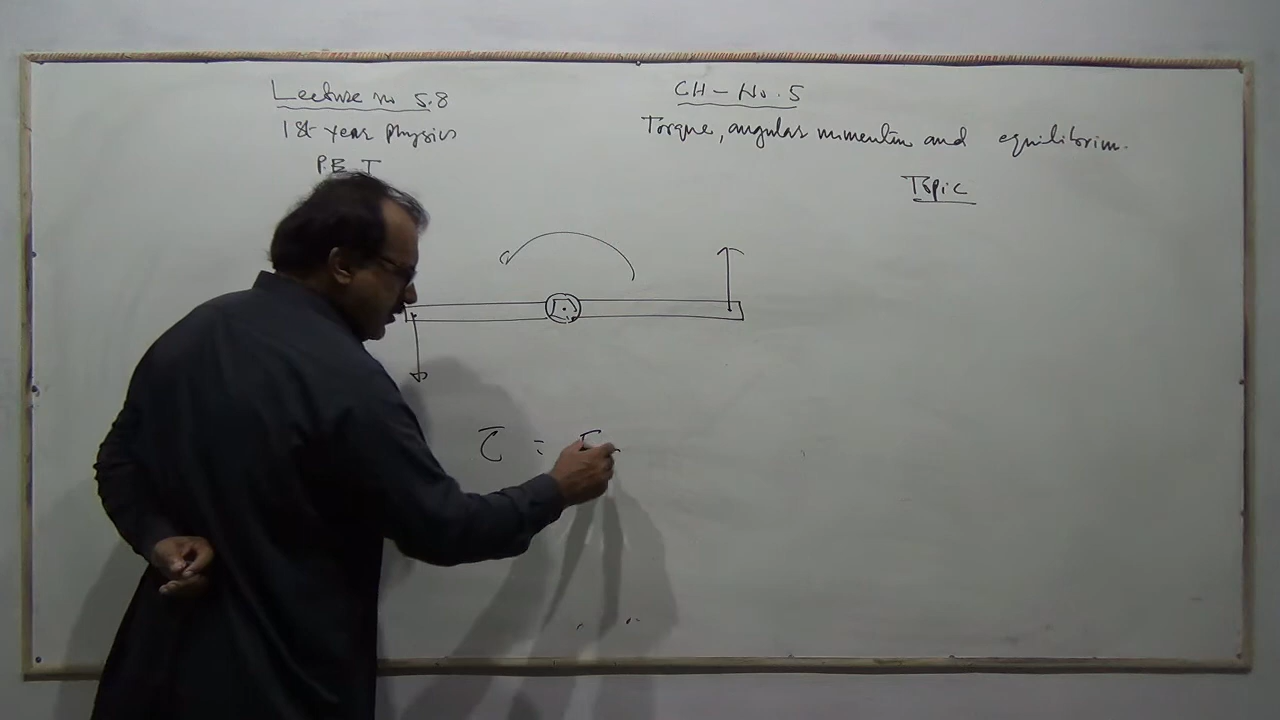 Lecture no 5.8
1st year Physics
P.B.T
CH - No. 5
Torque, angular momentum and equilibrium.
Topic
τ = r